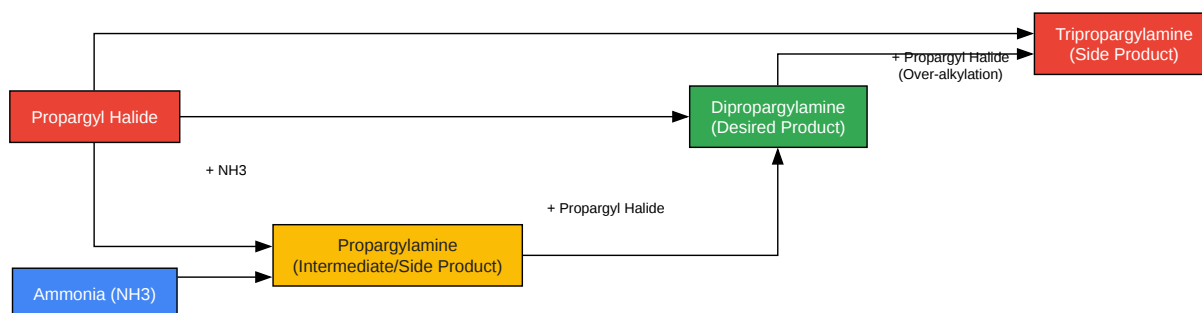 Tripropargylamine
(Side Product)
+ Propargyl Halide
(Over-alkylation)
Propargyl Halide
Dipropargylamine
(Desired Product)
+ NH3
+ Propargyl Halide
Propargylamine
(Intermediate/Side Product)
Ammonia (NH3)